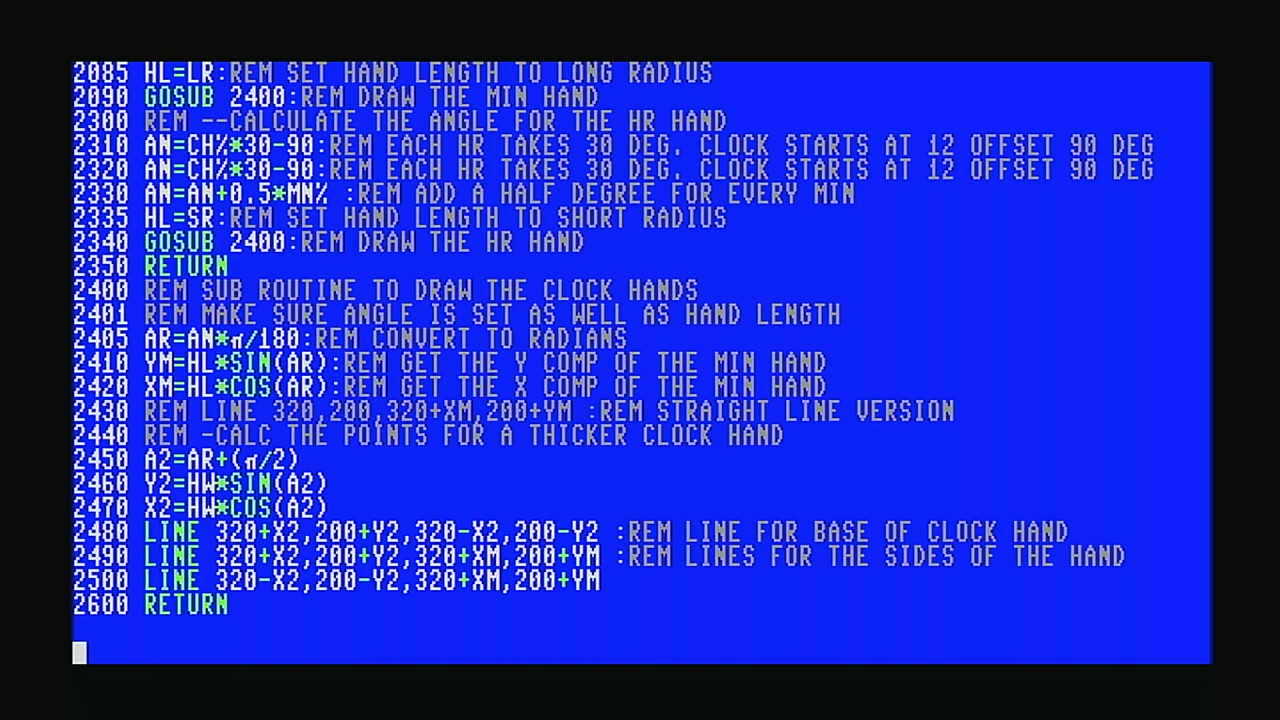 2085 HL=LR:REM SET HAND LENGTH TO LONG RADIUS
2090 GOSUB 2400:REM DRAW THE MIN HAND
2300 REM --CALCULATE THE ANGLE FOR THE HR HAND
2310 AN=CH%*30-90:REM EACH HR TAKES 30 DEG. CLOCK STARTS AT 12 OFFSET 90 DEG
2320 AN=CH%*30-90:REM EACH HR TAKES 30 DEG. CLOCK STARTS AT 12 OFFSET 90 DEG
2330 AN=AN+0.5*MN% :REM ADD A HALF DEGREE FOR EVERY MIN
2335 HL=SR:REM SET HAND LENGTH TO SHORT RADIUS
2340 GOSUB 2400:REM DRAW THE HR HAND
2350 RETURN
2400 REM SUB ROUTINE TO DRAW THE CLOCK HANDS
2401 REM MAKE SURE ANGLE IS SET AS WELL AS HAND LENGTH
2405 AR=AN*π/180:REM CONVERT TO RADIANS
2410 YM=HL*SIN(AR):REM GET THE Y COMP OF THE MIN HAND
2420 XM=HL*COS(AR):REM GET THE X COMP OF THE MIN HAND
2430 REM LINE 320,200,320+XM,200+YM :REM STRAIGHT LINE VERSION
2440 REM -CALC THE POINTS FOR A THICKER CLOCK HAND
2450 A2=AR+(π/2)
2460 Y2=HW*SIN(A2)
2470 X2=HW*COS(A2)
2480 LINE 320+X2,200+Y2,320-X2,200-Y2 :REM LINE FOR BASE OF CLOCK HAND
2490 LINE 320+X2,200+Y2,320+XM,200+YM :REM LINES FOR THE SIDES OF THE HAND
2500 LINE 320-X2,200-Y2,320+XM,200+YM
2600 RETURN